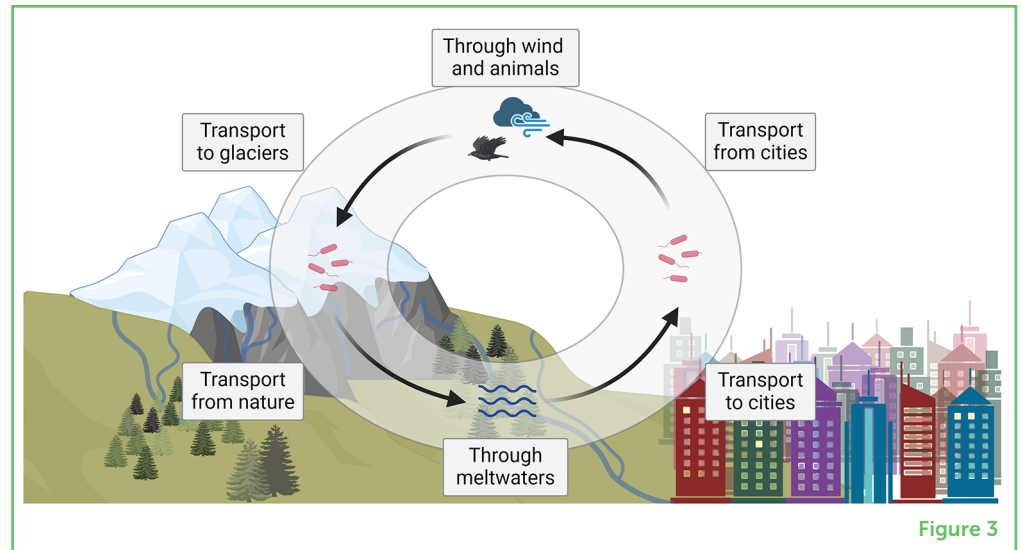 Through wind
and animals
Transport
to glaciers
Transport
from cities
Transport
from nature
Transport
to cities
Through
meltwaters
Figure 3